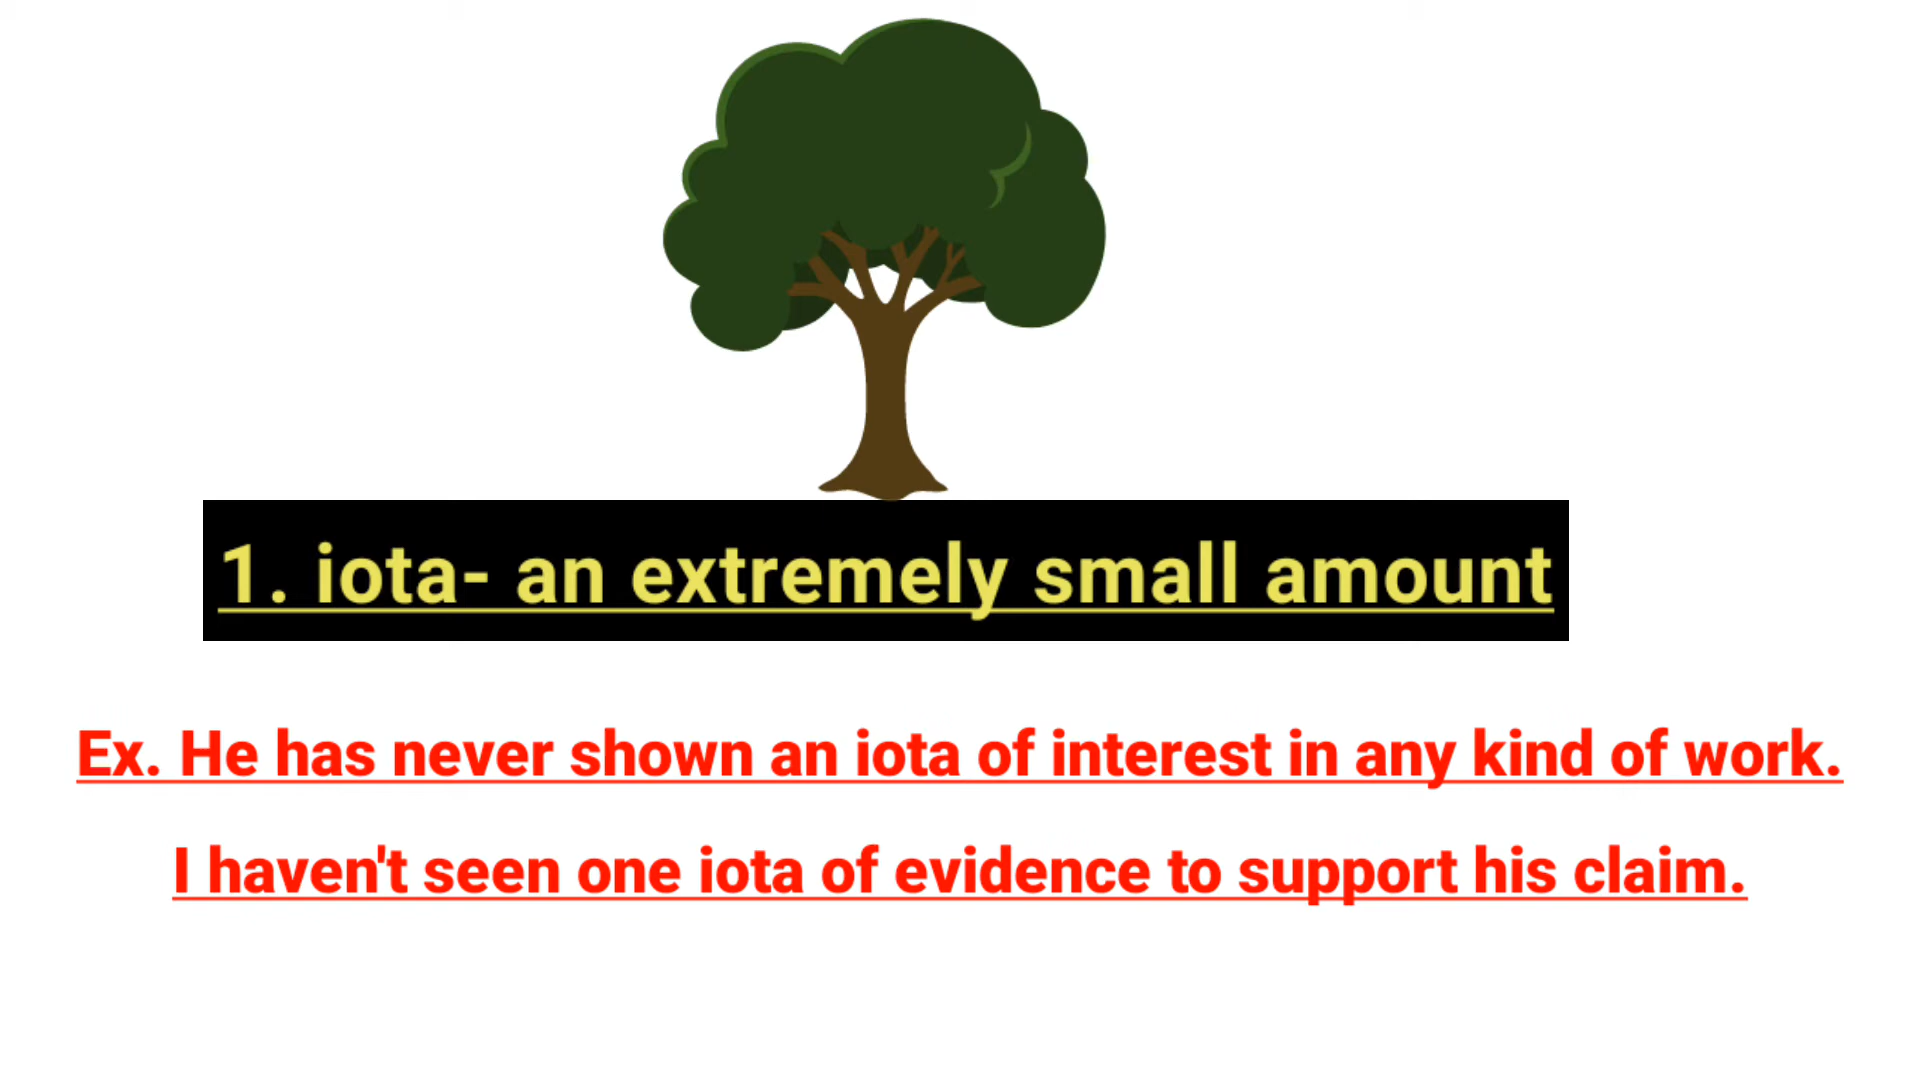 1. iota- an extremely small amount
Ex. He has never shown an iota of interest in any kind of work.
I haven't seen one iota of evidence to support his claim.